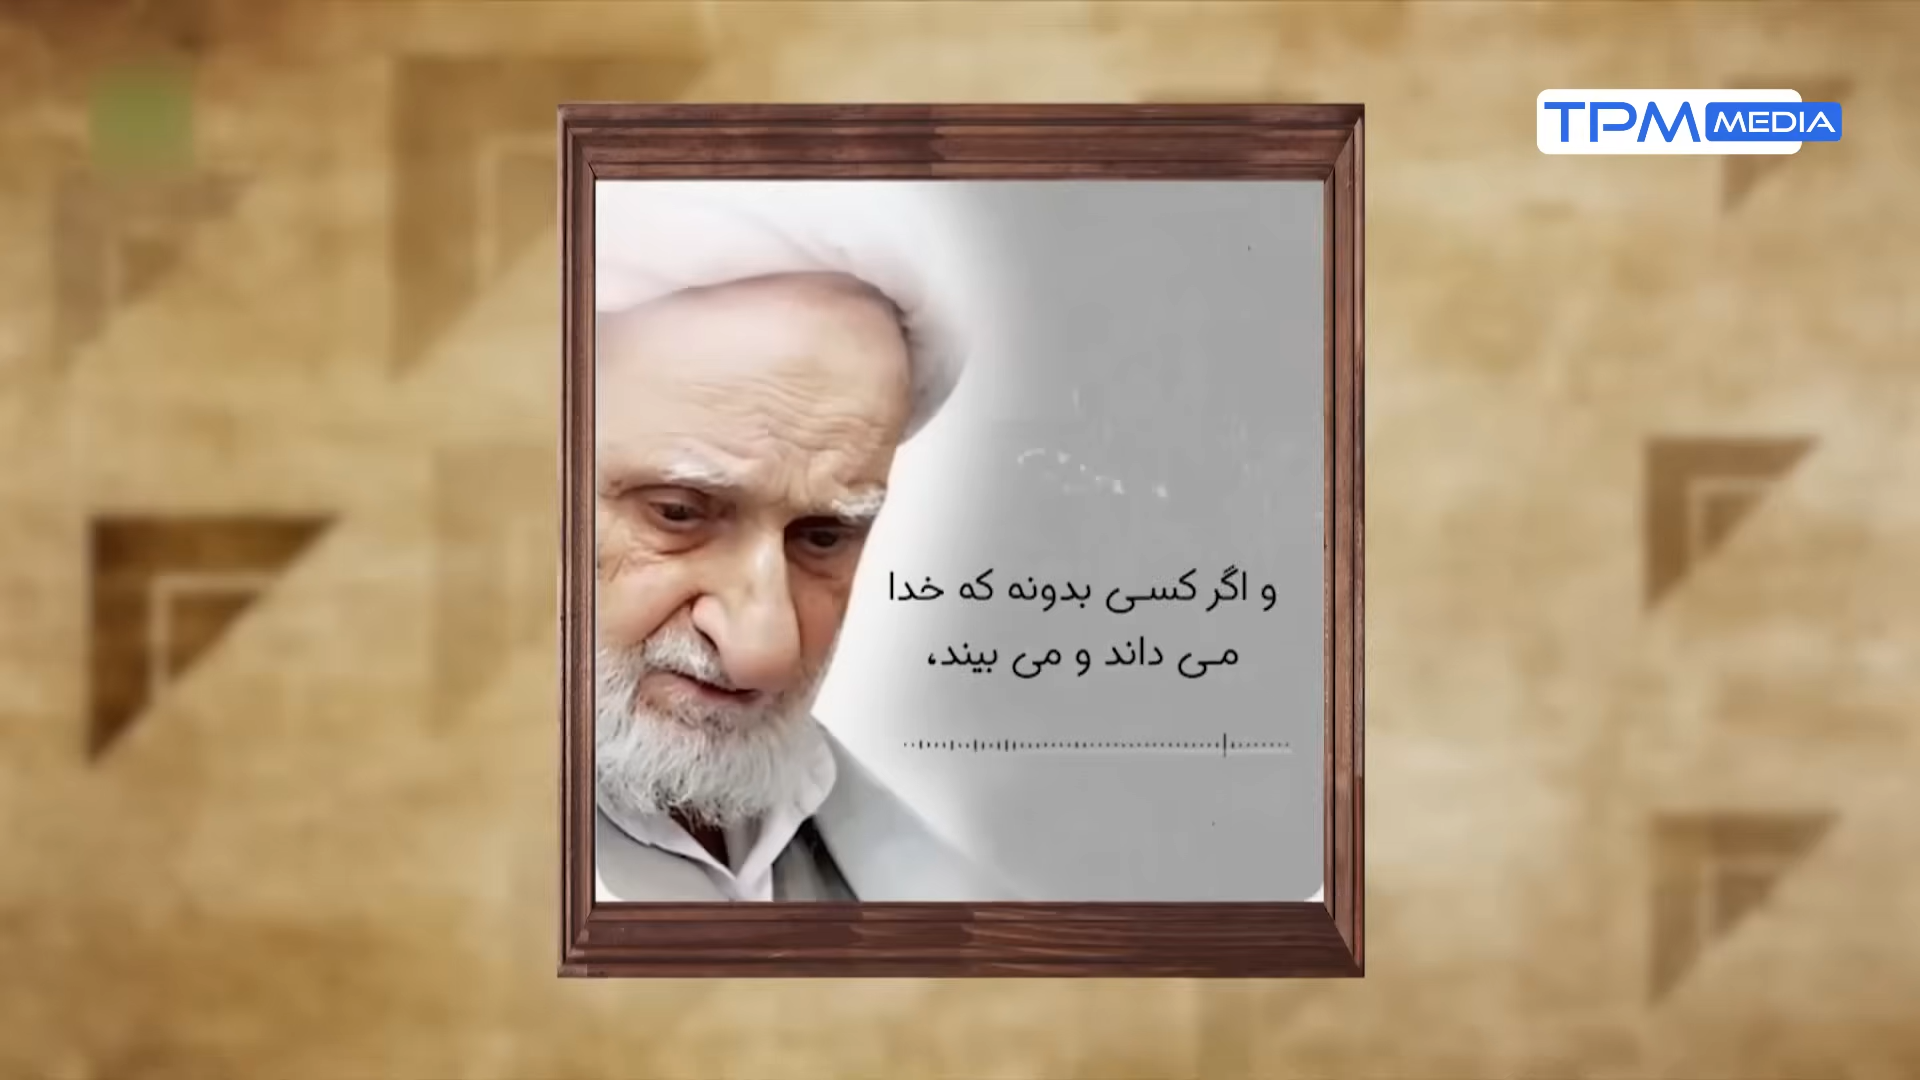 TPM MEDIA
و اگر کسی بدونه که خدا
می داند و می بیند،